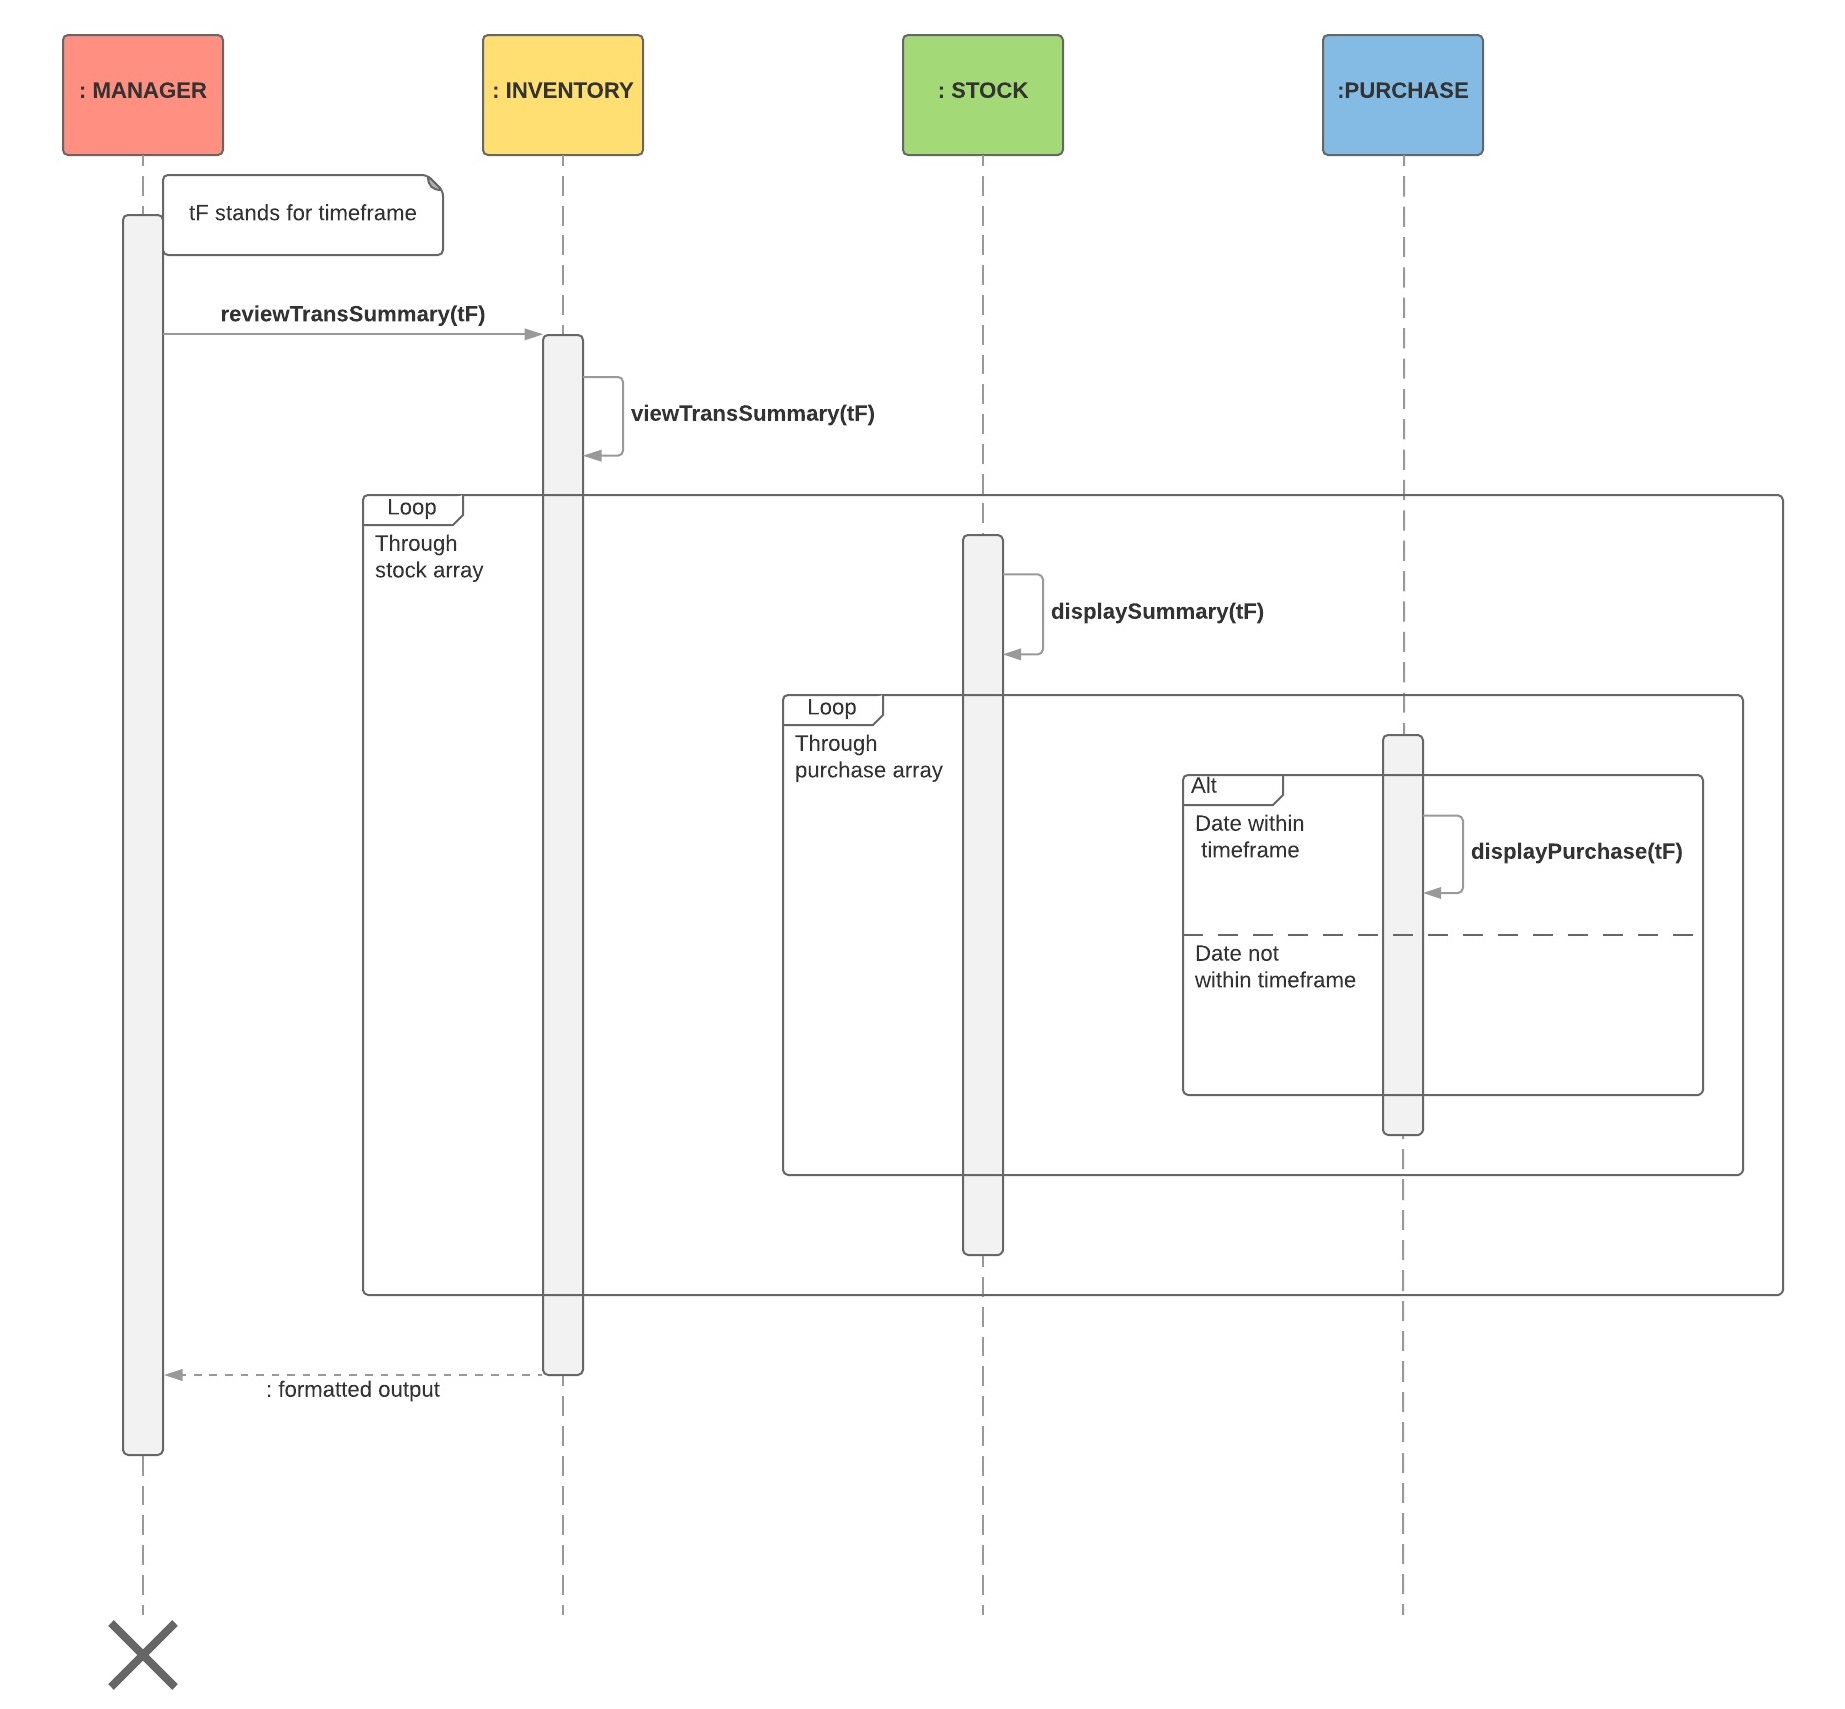 : MANAGER
: INVENTORY
: STOCK
:PURCHASE
tF stands for timeframe
reviewTransSummary(tF)
viewTransSummary(tF)
Loop
Through
stock array
displaySummary(tF)
Loop
Through
purchase array
Alt
Date within
timeframe
displayPurchase(tF)
Date not
within timeframe
: formatted output